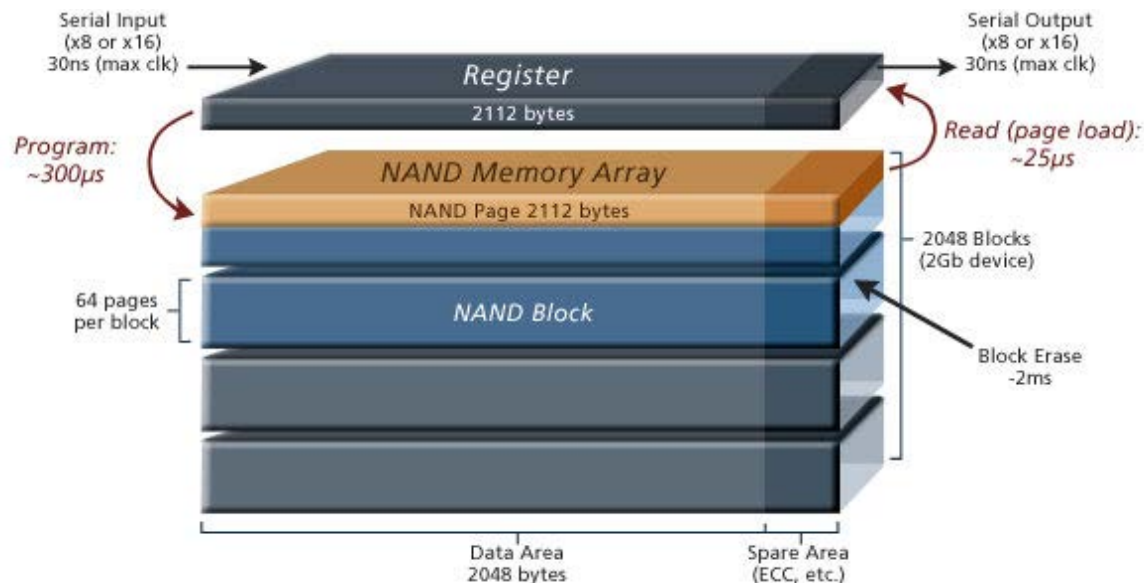 Serial Input
(x8 or x16)
30ns (max clk)
Serial Output
(x8 or x16)
30ns (max clk)
Register
2112 bytes
Program:
~300µs
Read (page load):
~25µs
NAND Memory Array
NAND Page 2112 bytes
2048 Blocks
(2Gb device)
64 pages
per block
NAND Block
Block Erase
-2ms
Data Area
2048 bytes
Spare Area
(ECC, etc.)